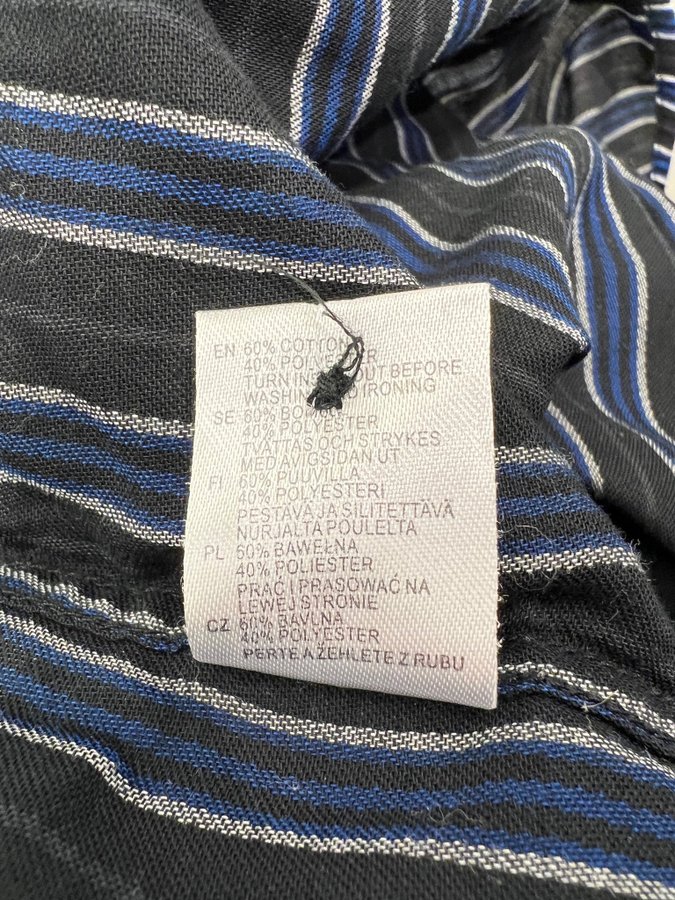 EN 60% COTTON
40% POLYESTER
TURN INSIDE OUT BEFORE
WASHING AND IRONING
SE 60% BOMULL
40% POLYESTER
TVÄTTAS OCH STRYKES
MED AVIGSIDAN UT
FI 60% PUUVILLA
40% POLYESTERI
PESTÄVÄ JA SILITETTÄVÄ
NURJALTA POULELTA
PL 60% BAWEŁNA
40% POLIESTER
PRAĆ I PRASOWAĆ NA
LEWEJ STRONIE
CZ 60% BAVLNA
40% POLYESTER
PERTE A ŽEHLETE Z RUBU